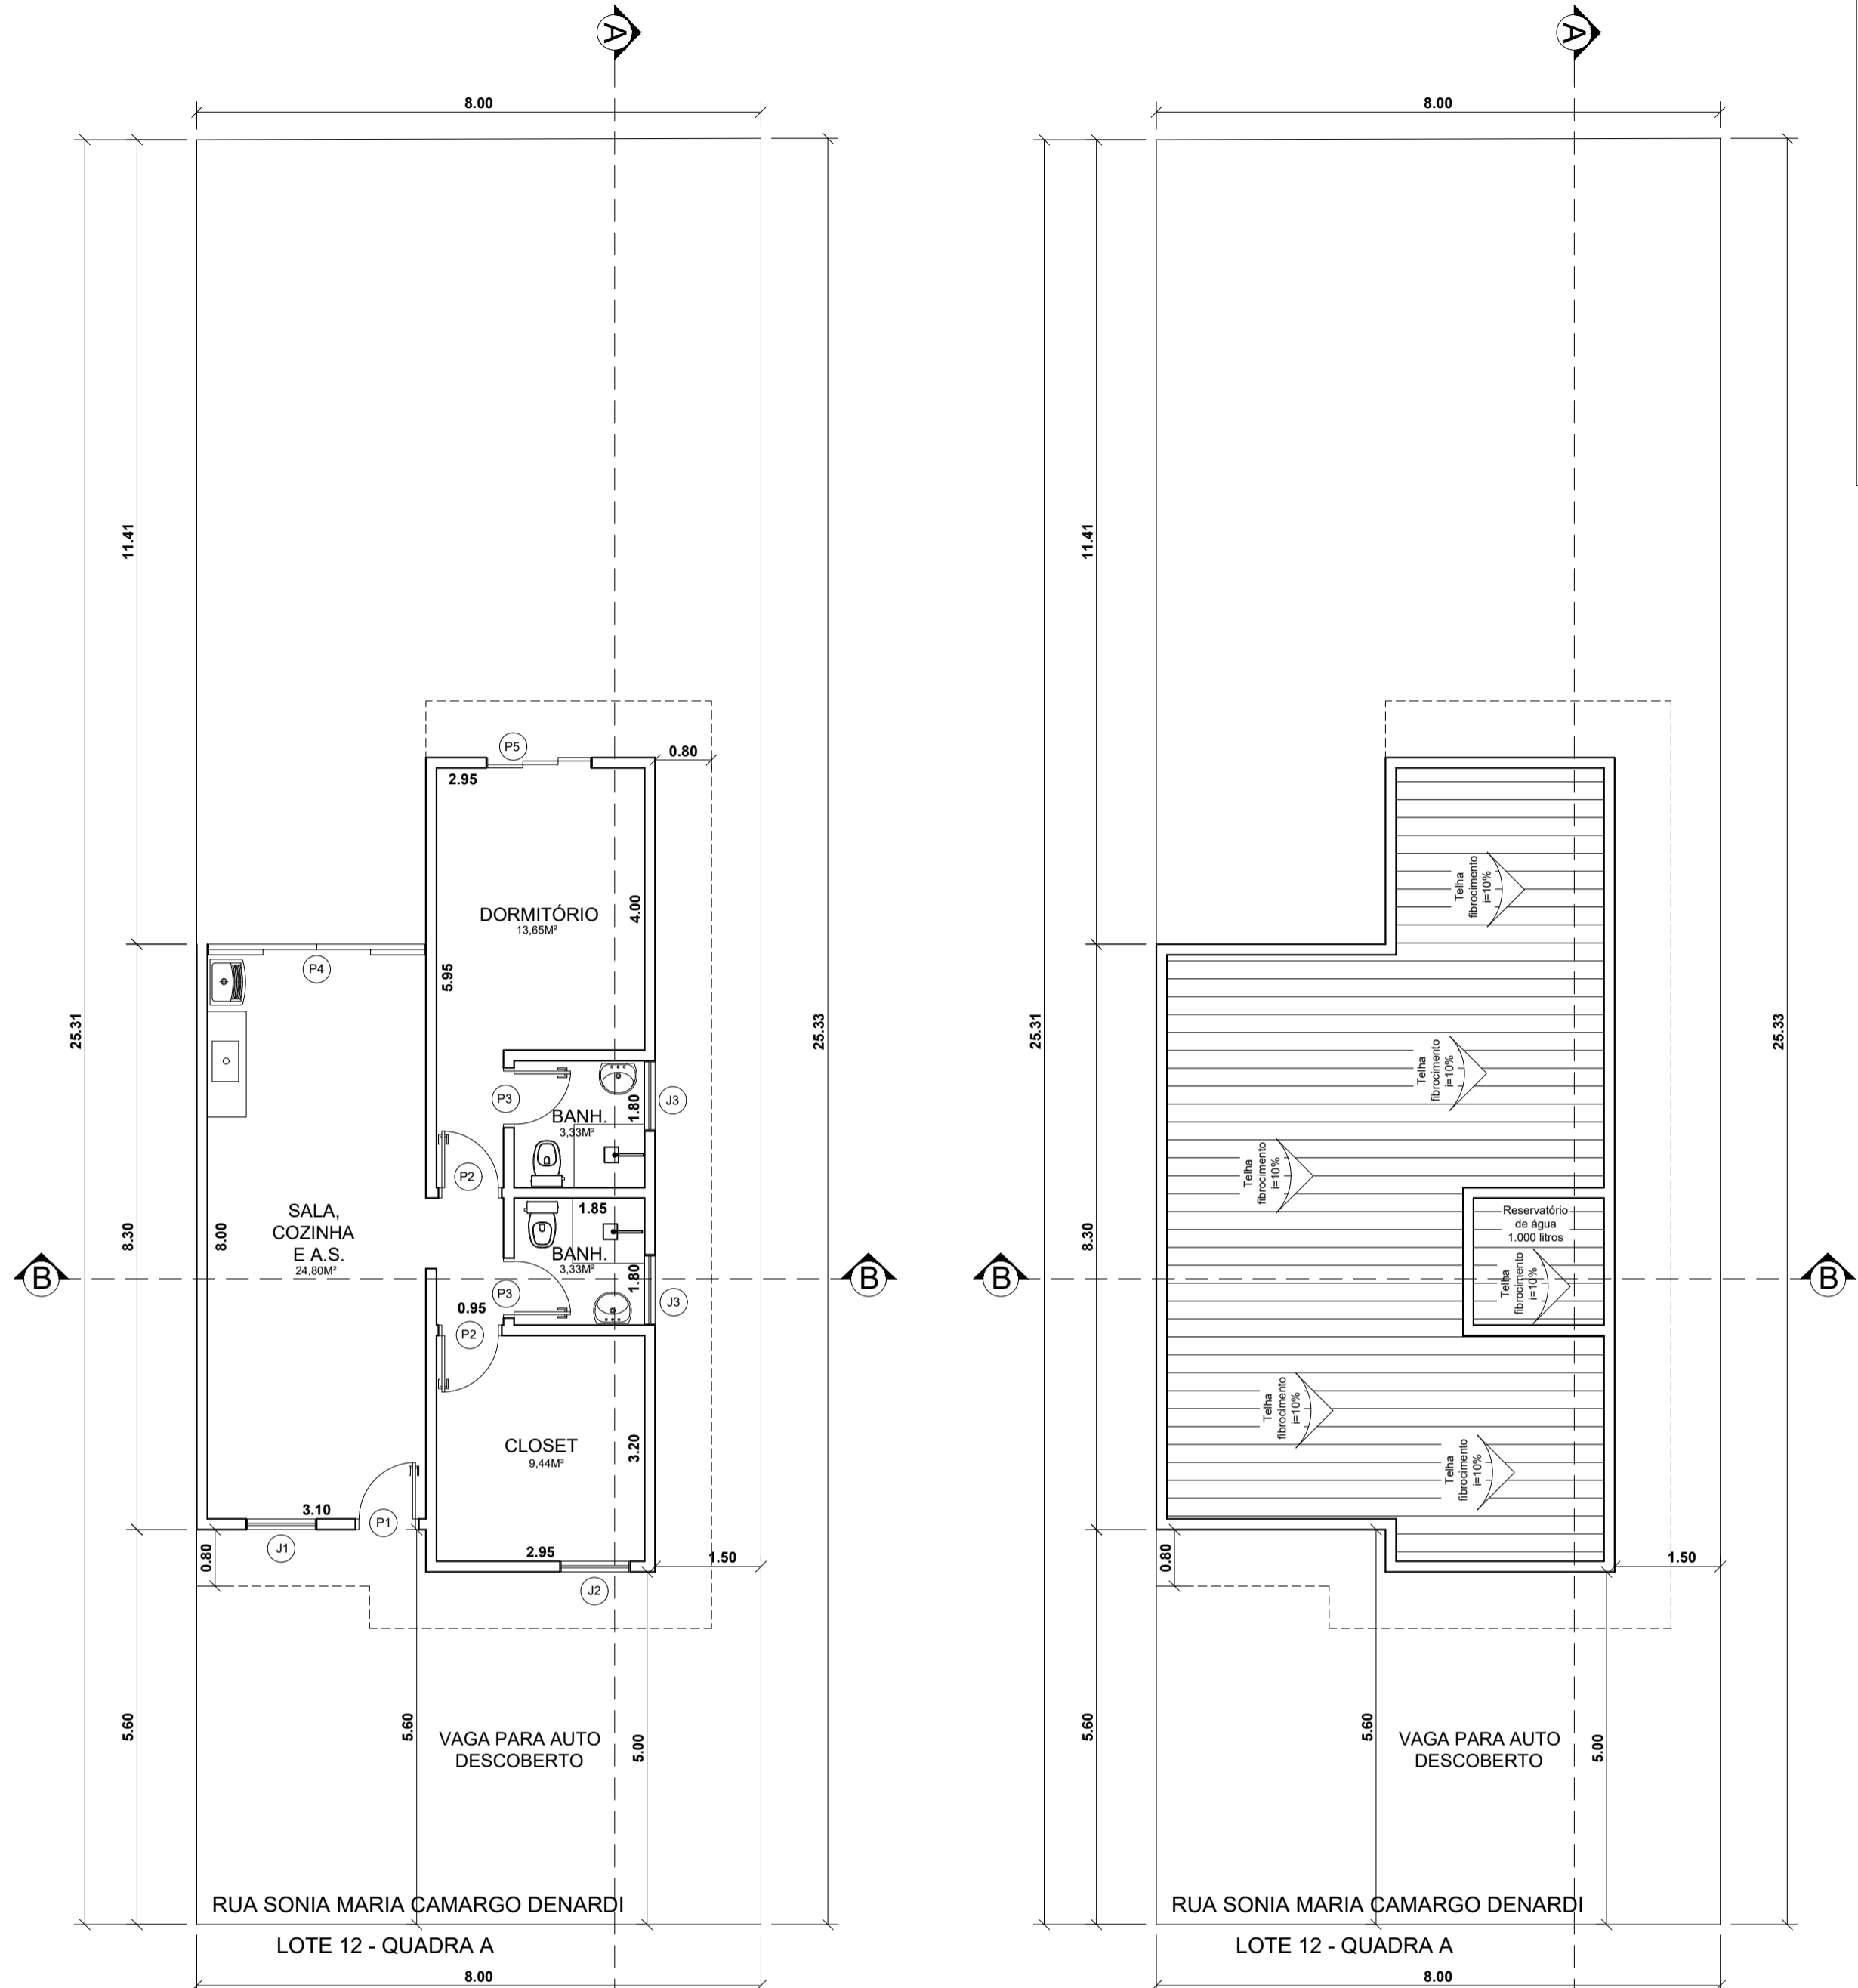 A
8.00
11.41
25.31
25.33
P5
0.80
2.95
DORMITÓRIO
13,65M²
4.00
5.95
P4
P3
BANH.
3,33M²
1.80
J3
P2
1.85
SALA,
COZINHA
E A.S.
24,80M²
8.00
8.30
B
B
BANH.
3,33M²
1.80
P3
J3
0.95
P2
CLOSET
9,44M²
3.20
3.10
P1
J1
0.80
2.95
J2
1.50
5.60
5.60
5.00
VAGA PARA AUTO
DESCOBERTO
RUA SONIA MARIA CAMARGO DENARDI
LOTE 12 - QUADRA A
8.00
A
8.00
11.41
25.31
25.33
Telha
fibrocimento
i=10%
Telha
fibrocimento
i=10%
Telha
fibrocimento
i=10%
Reservatório
de água
1.000 litros
Telha
fibrocimento
i=10%
8.30
B
B
Telha
fibrocimento
i=10%
Telha
fibrocimento
i=10%
0.80
1.50
5.60
5.60
5.00
VAGA PARA AUTO
DESCOBERTO
RUA SONIA MARIA CAMARGO DENARDI
LOTE 12 - QUADRA A
8.00